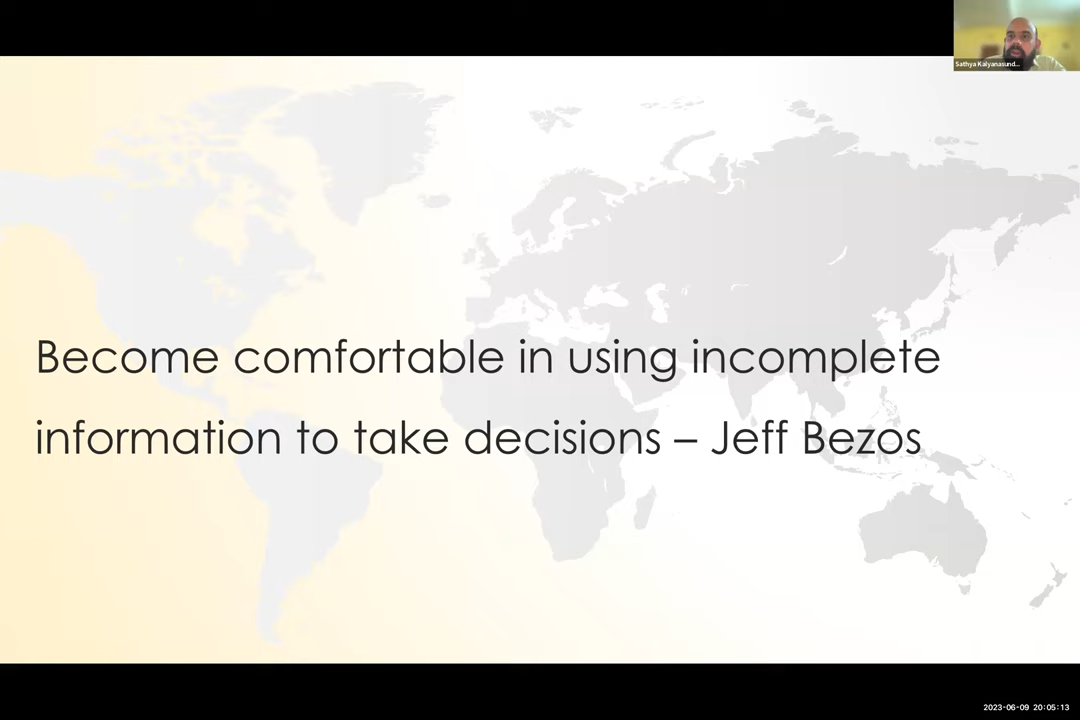 Sathya Kalyanasund...
Become comfortable in using incomplete
information to take decisions – Jeff Bezos
2023-06-09 20:05:13